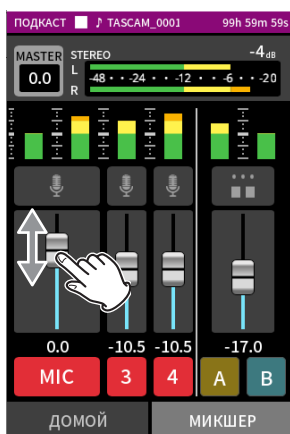 ПОДКАСТ ♪ TASCAM_0001 99h 59m 59s
MASTER STEREO -4dB
0.0
L
-48 · · -24 · · -12 · · -6 · · -20
R
0.0 -10.5 -10.5 -17.0
MIC 3 4 A B
ДОМОЙ МИКШЕР